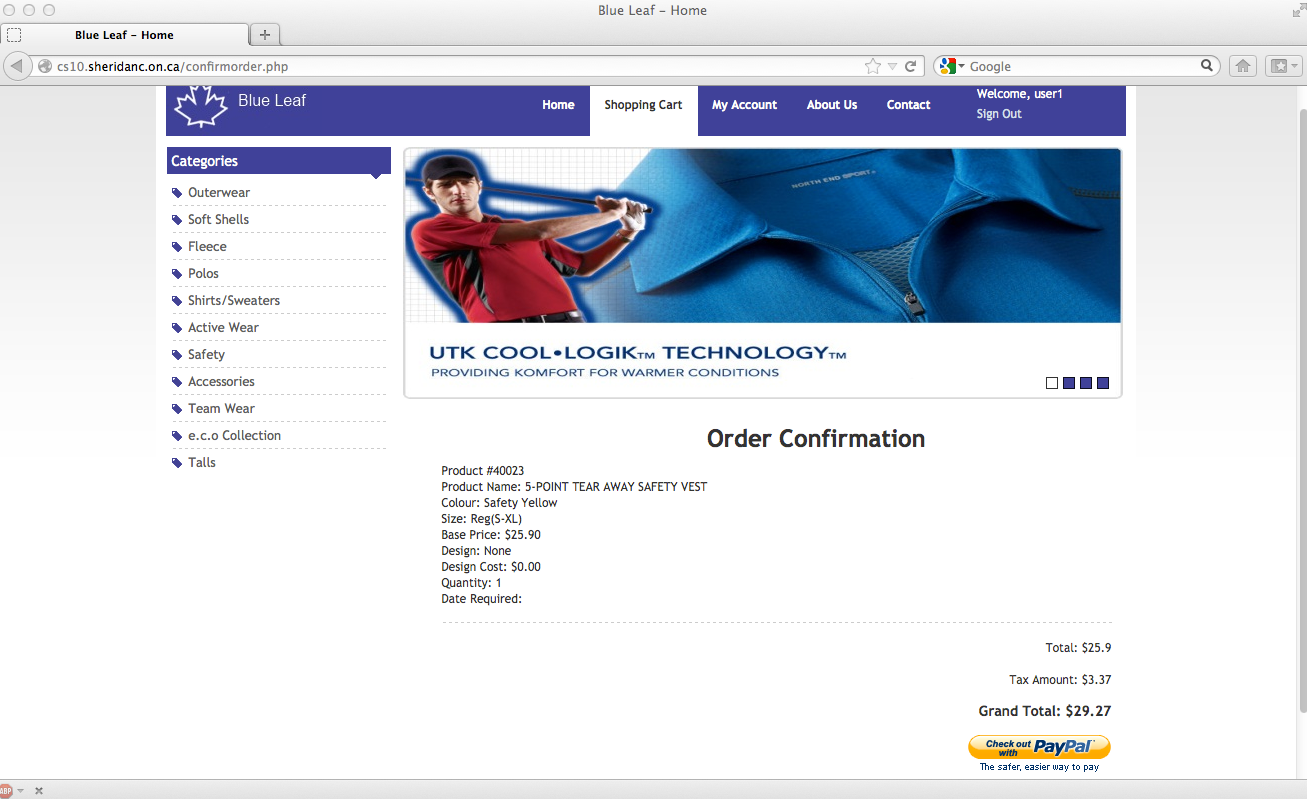 Blue Leaf – Home
Blue Leaf – Home
cs10.sheridanc.on.ca/confirmorder.php
Google
Blue Leaf
Home
Shopping Cart
My Account
About Us
Contact
Welcome, user1
Sign Out
Categories
Outerwear
Soft Shells
Fleece
Polos
Shirts/Sweaters
Active Wear
Safety
Accessories
Team Wear
e.c.o Collection
Talls
NORTH END SPORT.
UTK COOL•LOGIK™ TECHNOLOGY™
PROVIDING KOMFORT FOR WARMER CONDITIONS
Order Confirmation
Product #40023
Product Name: 5-POINT TEAR AWAY SAFETY VEST
Colour: Safety Yellow
Size: Reg(S-XL)
Base Price: $25.90
Design: None
Design Cost: $0.00
Quantity: 1
Date Required:
Total: $25.9
Tax Amount: $3.37
Grand Total: $29.27
Check out
with PayPal
The safer, easier way to pay
ABP